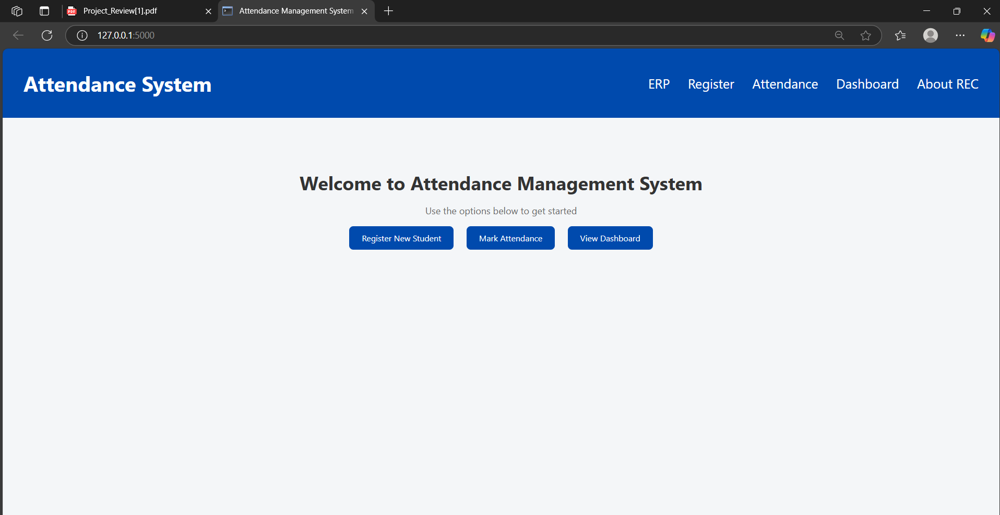 Project_Review[1].pdf
Attendance Management System
127.0.0.1:5000
Attendance System
ERP Register Attendance Dashboard About REC
Welcome to Attendance Management System
Use the options below to get started
Register New Student Mark Attendance View Dashboard